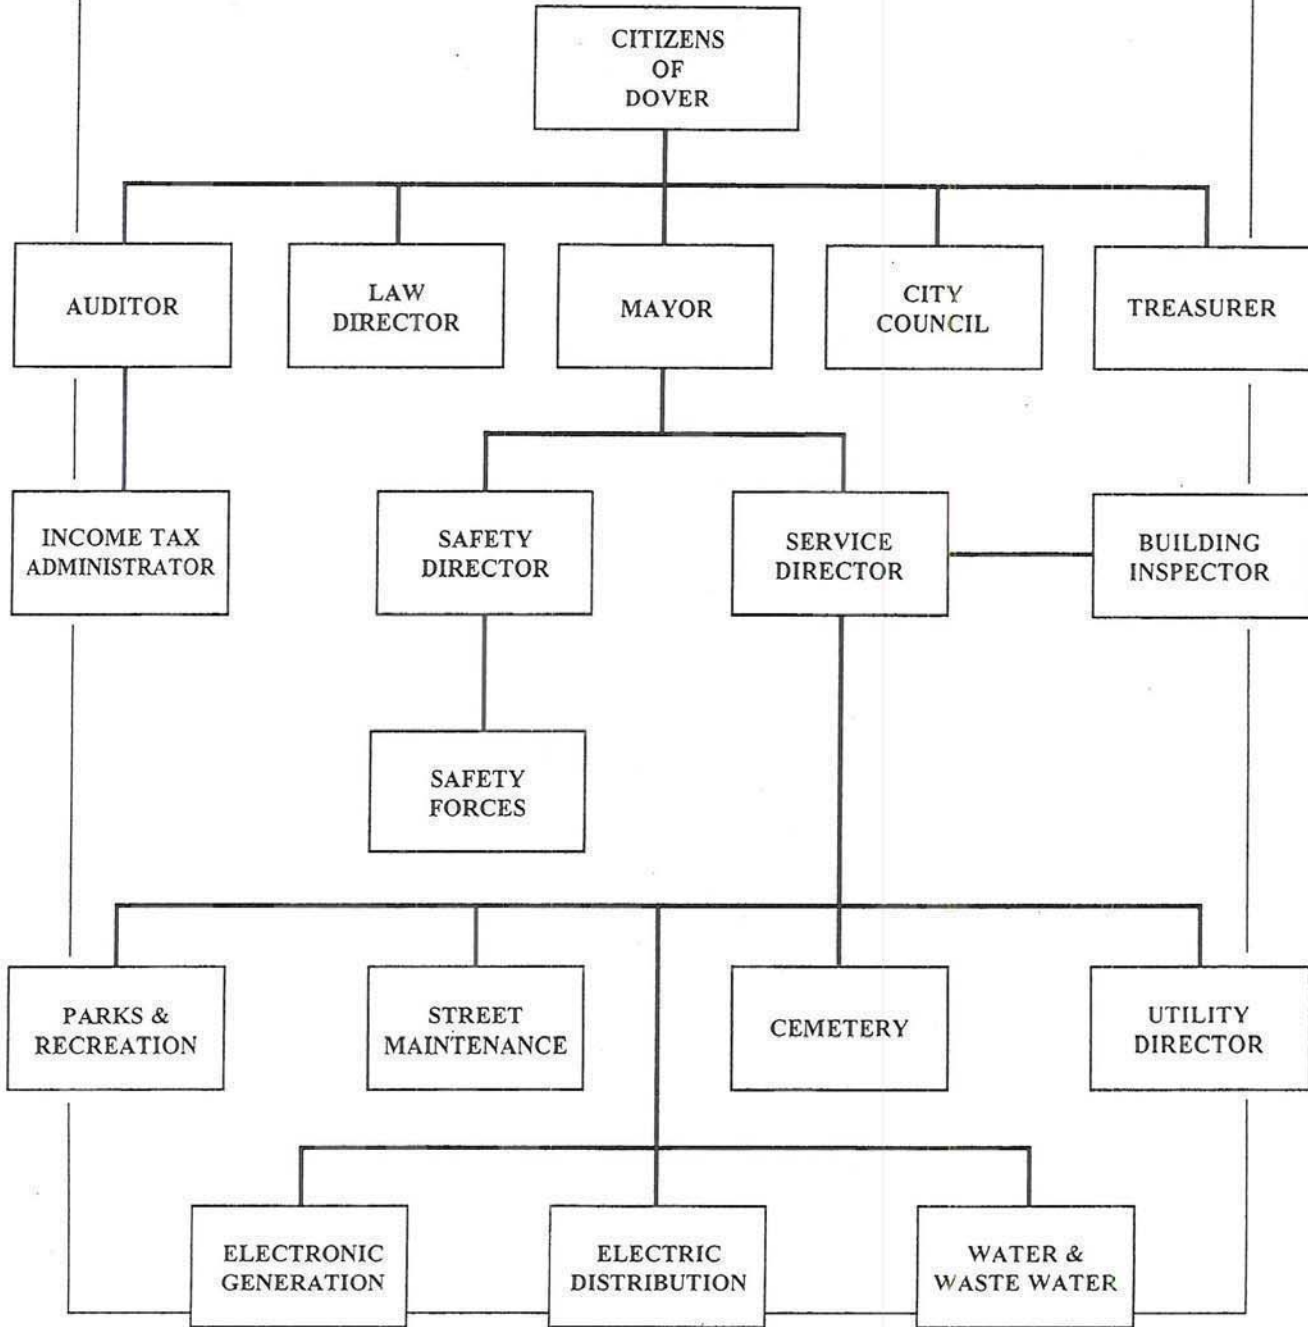 CITIZENS
OF
DOVER
AUDITOR
LAW
DIRECTOR
MAYOR
CITY
COUNCIL
TREASURER
INCOME TAX
ADMINISTRATOR
SAFETY
DIRECTOR
SERVICE
DIRECTOR
BUILDING
INSPECTOR
SAFETY
FORCES
PARKS &
RECREATION
STREET
MAINTENANCE
CEMETERY
UTILITY
DIRECTOR
ELECTRONIC
GENERATION
ELECTRIC
DISTRIBUTION
WATER &
WASTE WATER